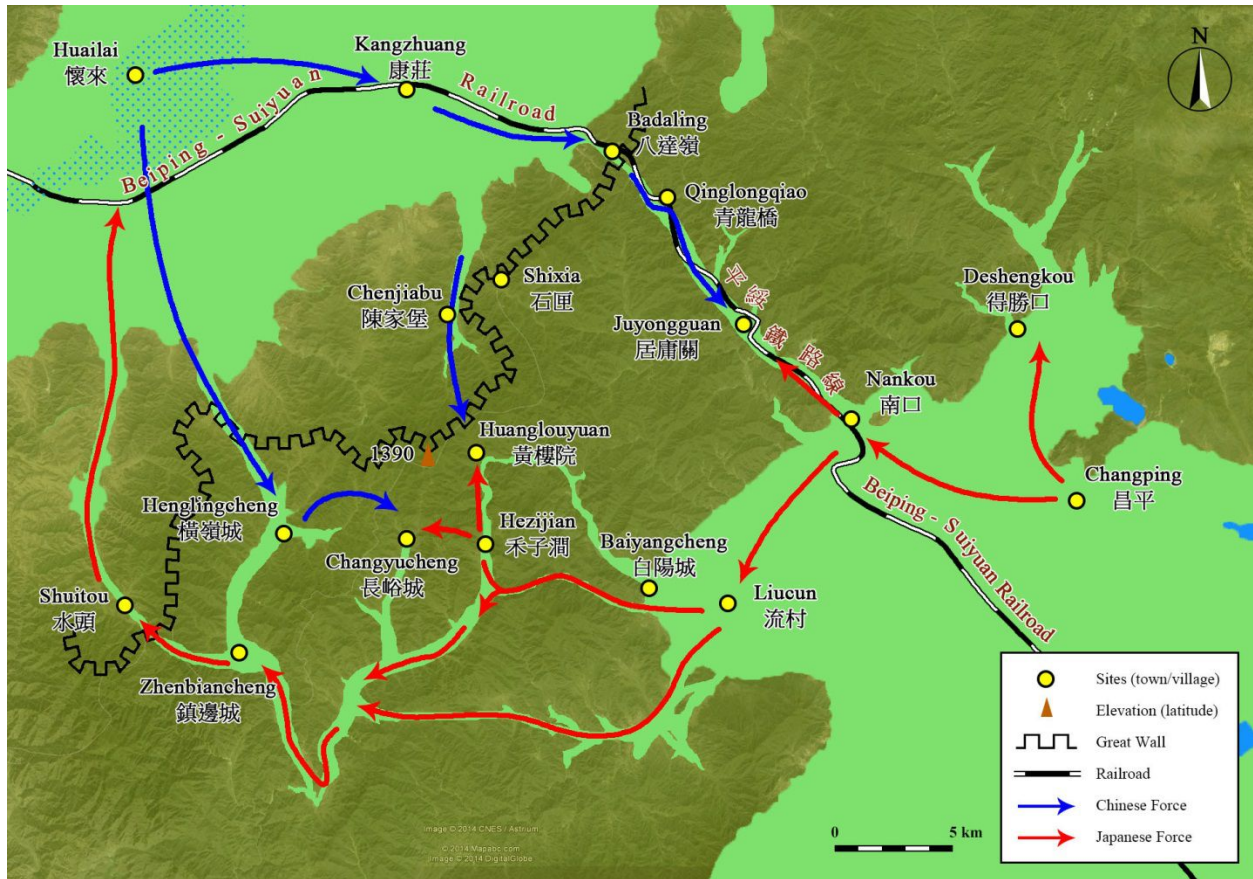 Huailai
懷來
Kangzhuang
康莊
N
Beiping - Suiyuan Railroad
Badaling
八達嶺
Qinglongqiao
青龍橋
Shixia
石匣
Chenjiabu
陳家堡
Deshengkou
得勝口
Juyongguan
居庸關
平綏鐵路線
Nankou
南口
1390
Huanglouyuan
黃樓院
Changping
昌平
Henglingcheng
橫嶺城
Hezijian
禾子澗
Changyucheng
長峪城
Baiyangcheng
白陽城
Beiping - Suiyuan Railroad
Shuitou
水頭
Liucun
流村
Zhenbiancheng
鎮邊城
Sites (town/village)
Elevation (latitude)
Great Wall
Railroad
Chinese Force
Japanese Force
0 5 km
Image © 2014 CNES / Astrium
© 2014 Mapabc.com
Image © 2014 DigitalGlobe